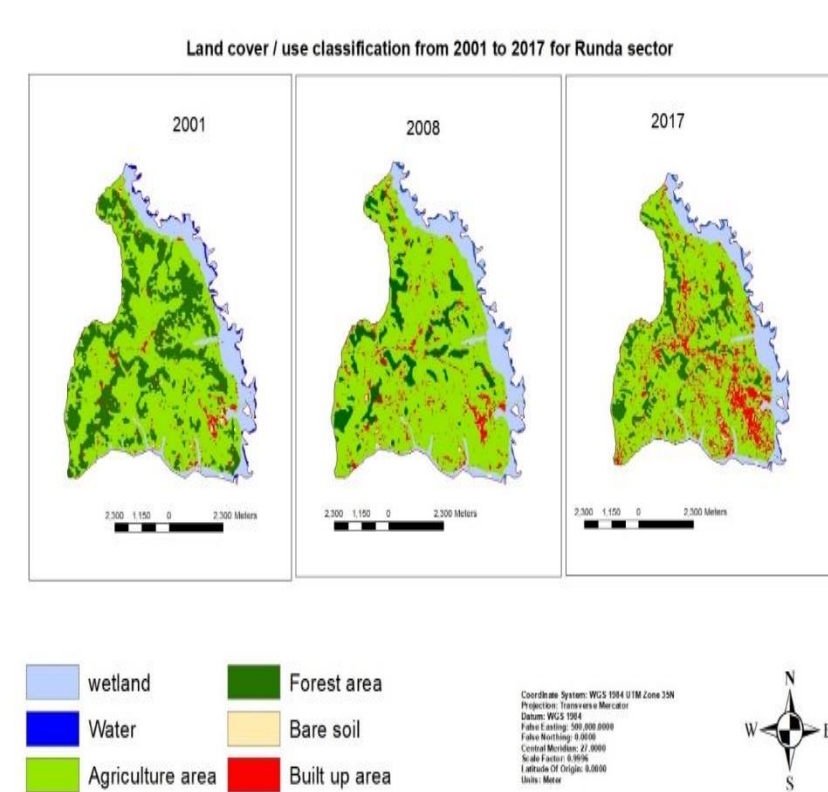 Land cover / use classification from 2001 to 2017 for Runda sector
2001
2008
2017
2,300 1,150 0 2,300 Meters
2,300 1,150 0 2,300 Meters
2,300 1,150 0 2,300 Meters
wetland
Water
Agriculture area
Forest area
Bare soil
Built up area
Coordinate System: WGS 1984 UTM Zone 35N
Projection: Transverse Mercator
Datum: WGS 1984
False Easting: 500,000.0000
False Northing: 0.0000
Central Meridian: 27.0000
Scale Factor: 0.9996
Latitude Of Origin: 0.0000
Units: Meter
N
W E
S